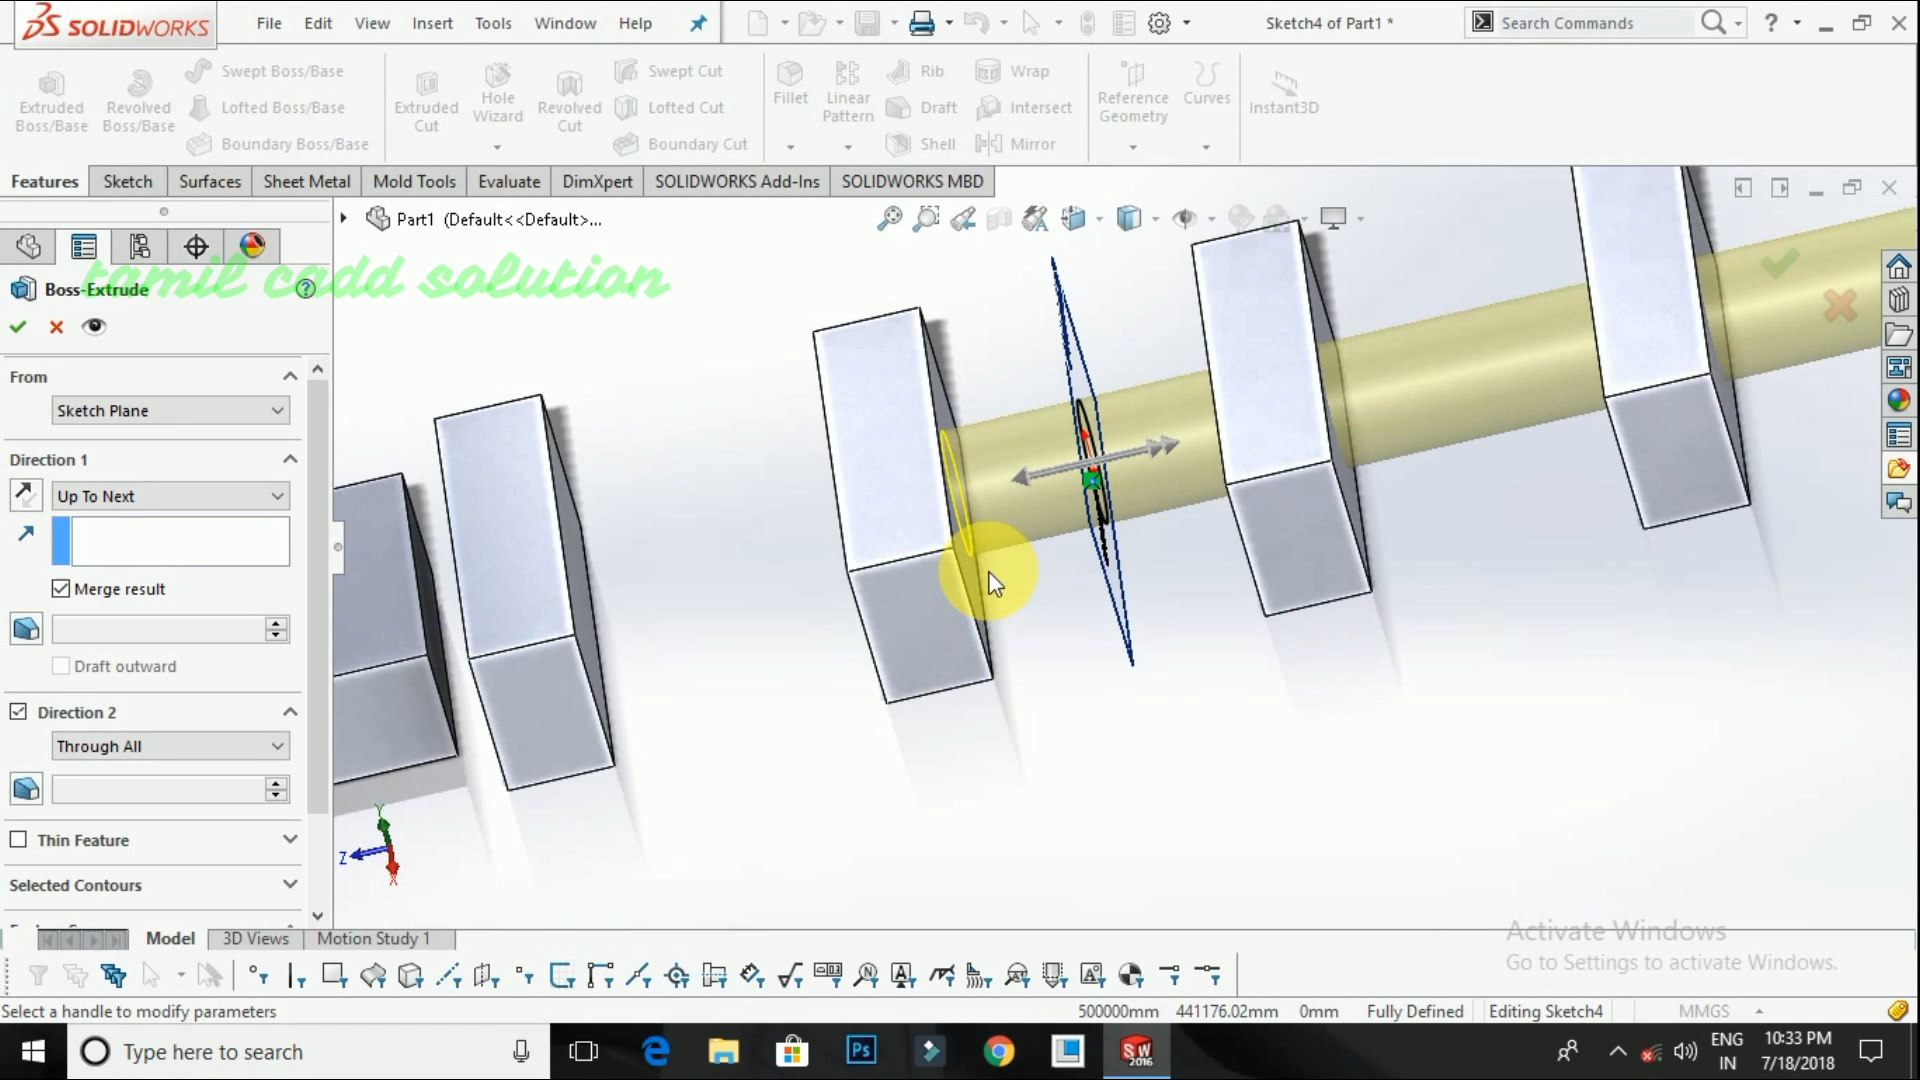 SOLIDWORKS
File Edit View Insert Tools Window Help
Sketch4 of Part1 *
Search Commands
Extruded Boss/Base
Revolved Boss/Base
Swept Boss/Base
Lofted Boss/Base
Boundary Boss/Base
Extruded Cut
Hole Wizard
Revolved Cut
Swept Cut
Lofted Cut
Boundary Cut
Fillet
Linear Pattern
Rib
Draft
Shell
Wrap
Intersect
Mirror
Reference Geometry
Curves
Instant3D
Features Sketch Surfaces Sheet Metal Mold Tools Evaluate DimXpert SOLIDWORKS Add-Ins SOLIDWORKS MBD
Part1 (Default<<Default>...
tamil cadd solution
Boss-Extrude
From
Sketch Plane
Direction 1
Up To Next
Merge result
Draft outward
Direction 2
Through All
Thin Feature
Selected Contours
Y
Z
X
Model 3D Views Motion Study 1
Activate Windows
Go to Settings to activate Windows.
Select a handle to modify parameters
500000mm 441176.02mm 0mm Fully Defined Editing Sketch4 MMGS
Type here to search
Ps
SW
2016
ENG
IN
10:33 PM
7/18/2018